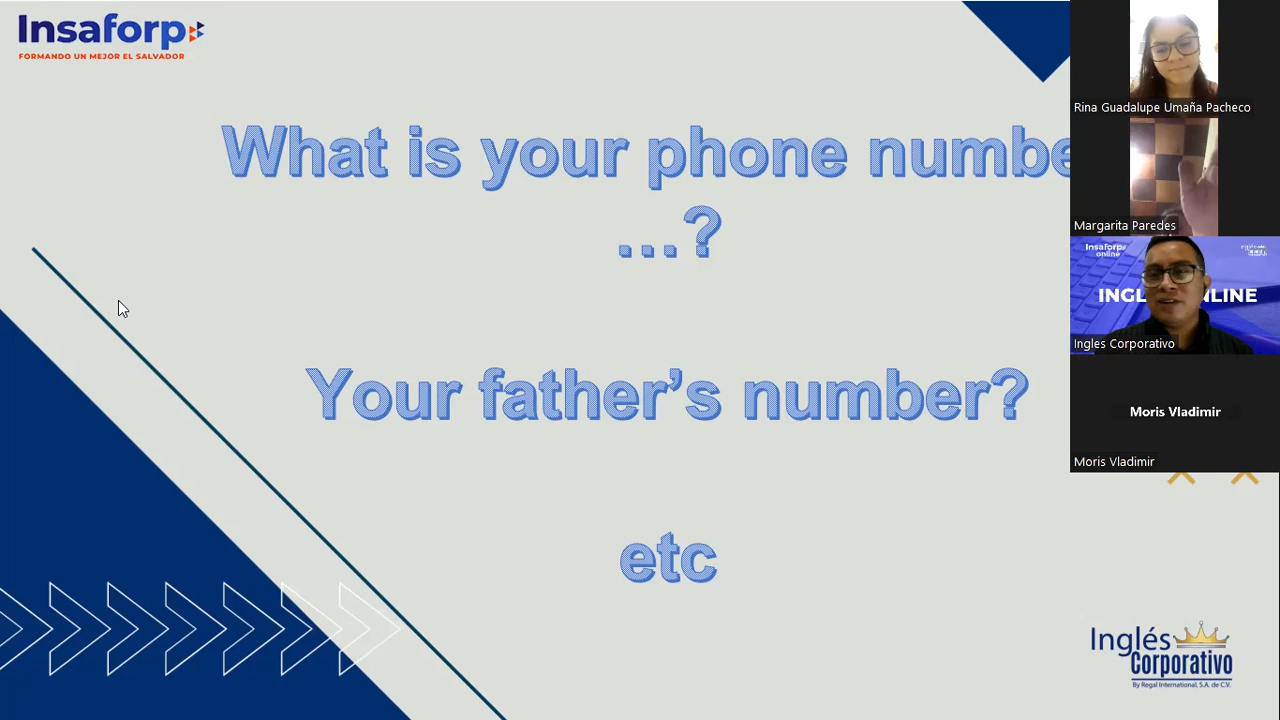 Insaforp
FORMANDO UN MEJOR EL SALVADOR
What is your phone numbe
...?
Your father's number?
etc
Inglés
Corporativo
By Regal International, S.A. de C.V.
Rina Guadalupe Umaña Pacheco
Margarita Paredes
Insaforp
online
INGL NLINE
Ingles Corporativo
Moris Vladimir
Moris Vladimir